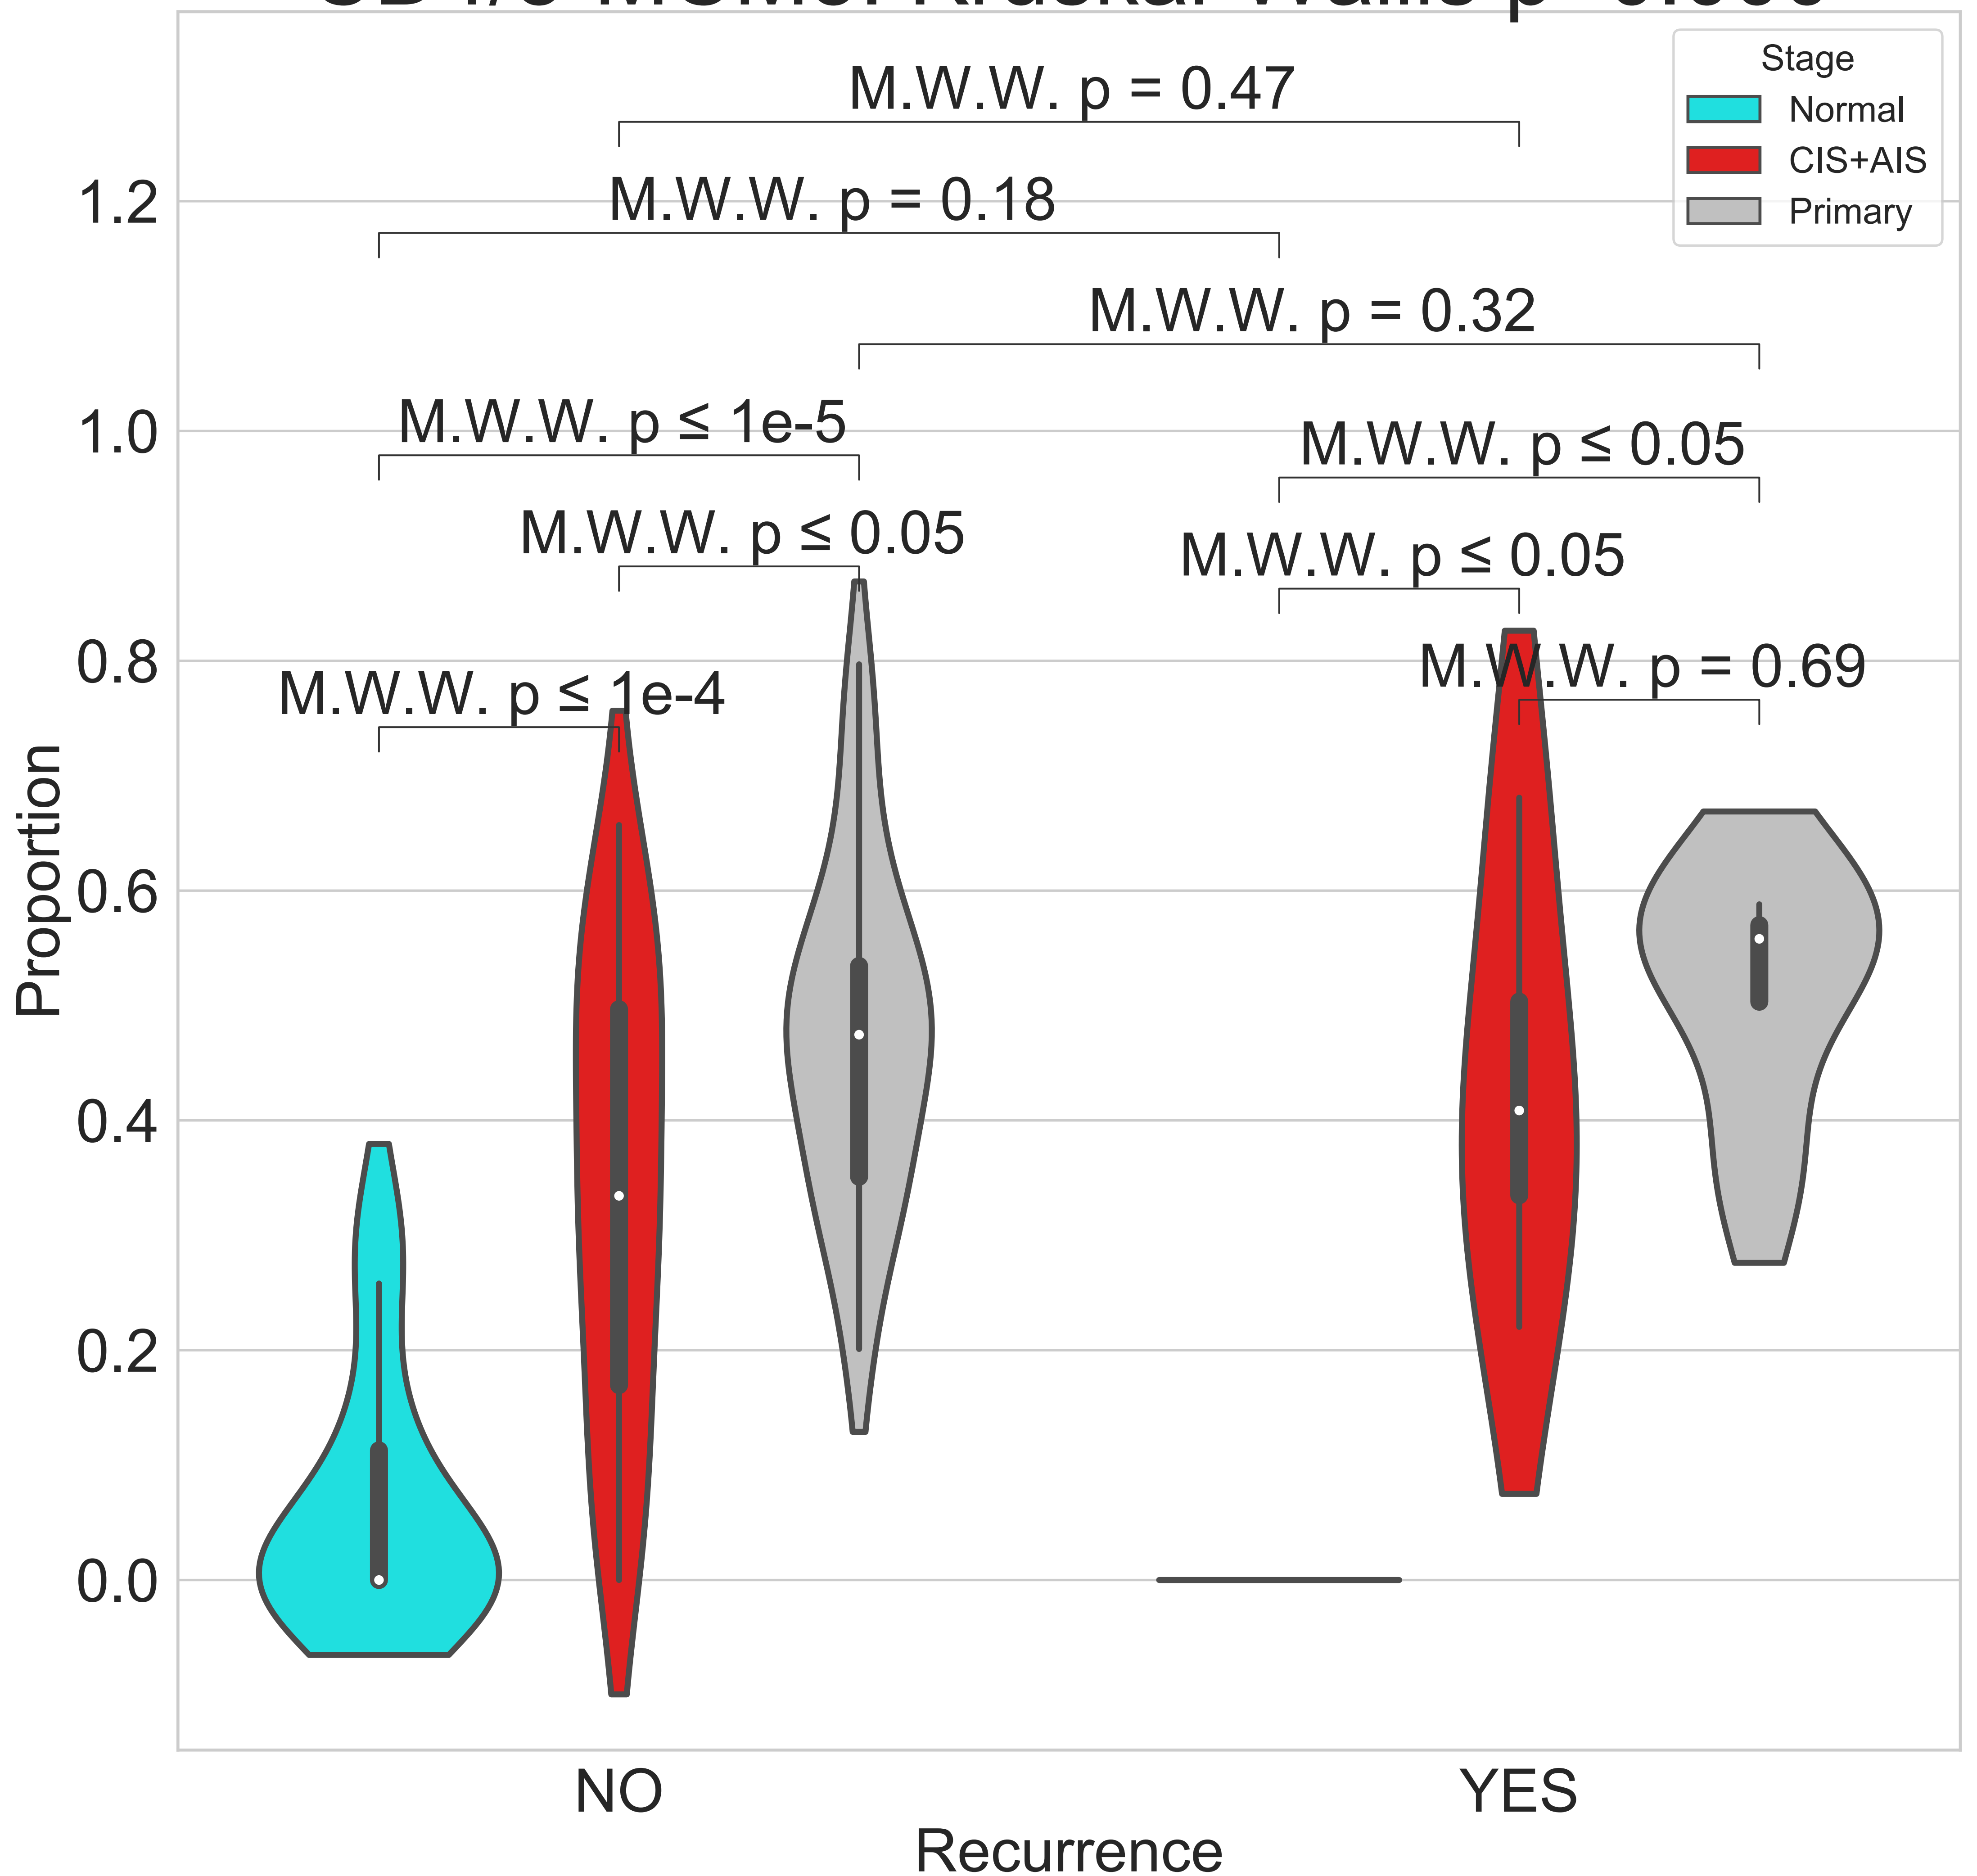 Stage
Normal
CIS+AIS
Primary
M.W.W. p = 0.47
M.W.W. p = 0.18
M.W.W. p = 0.32
M.W.W. p ≤ 1e-5
M.W.W. p ≤ 0.05
M.W.W. p ≤ 0.05
M.W.W. p ≤ 0.05
M.W.W. p = 0.69
M.W.W. p ≤ 1e-4
1.2
1.0
0.8
0.6
0.4
0.2
0.0
Proportion
NO
YES
Recurrence